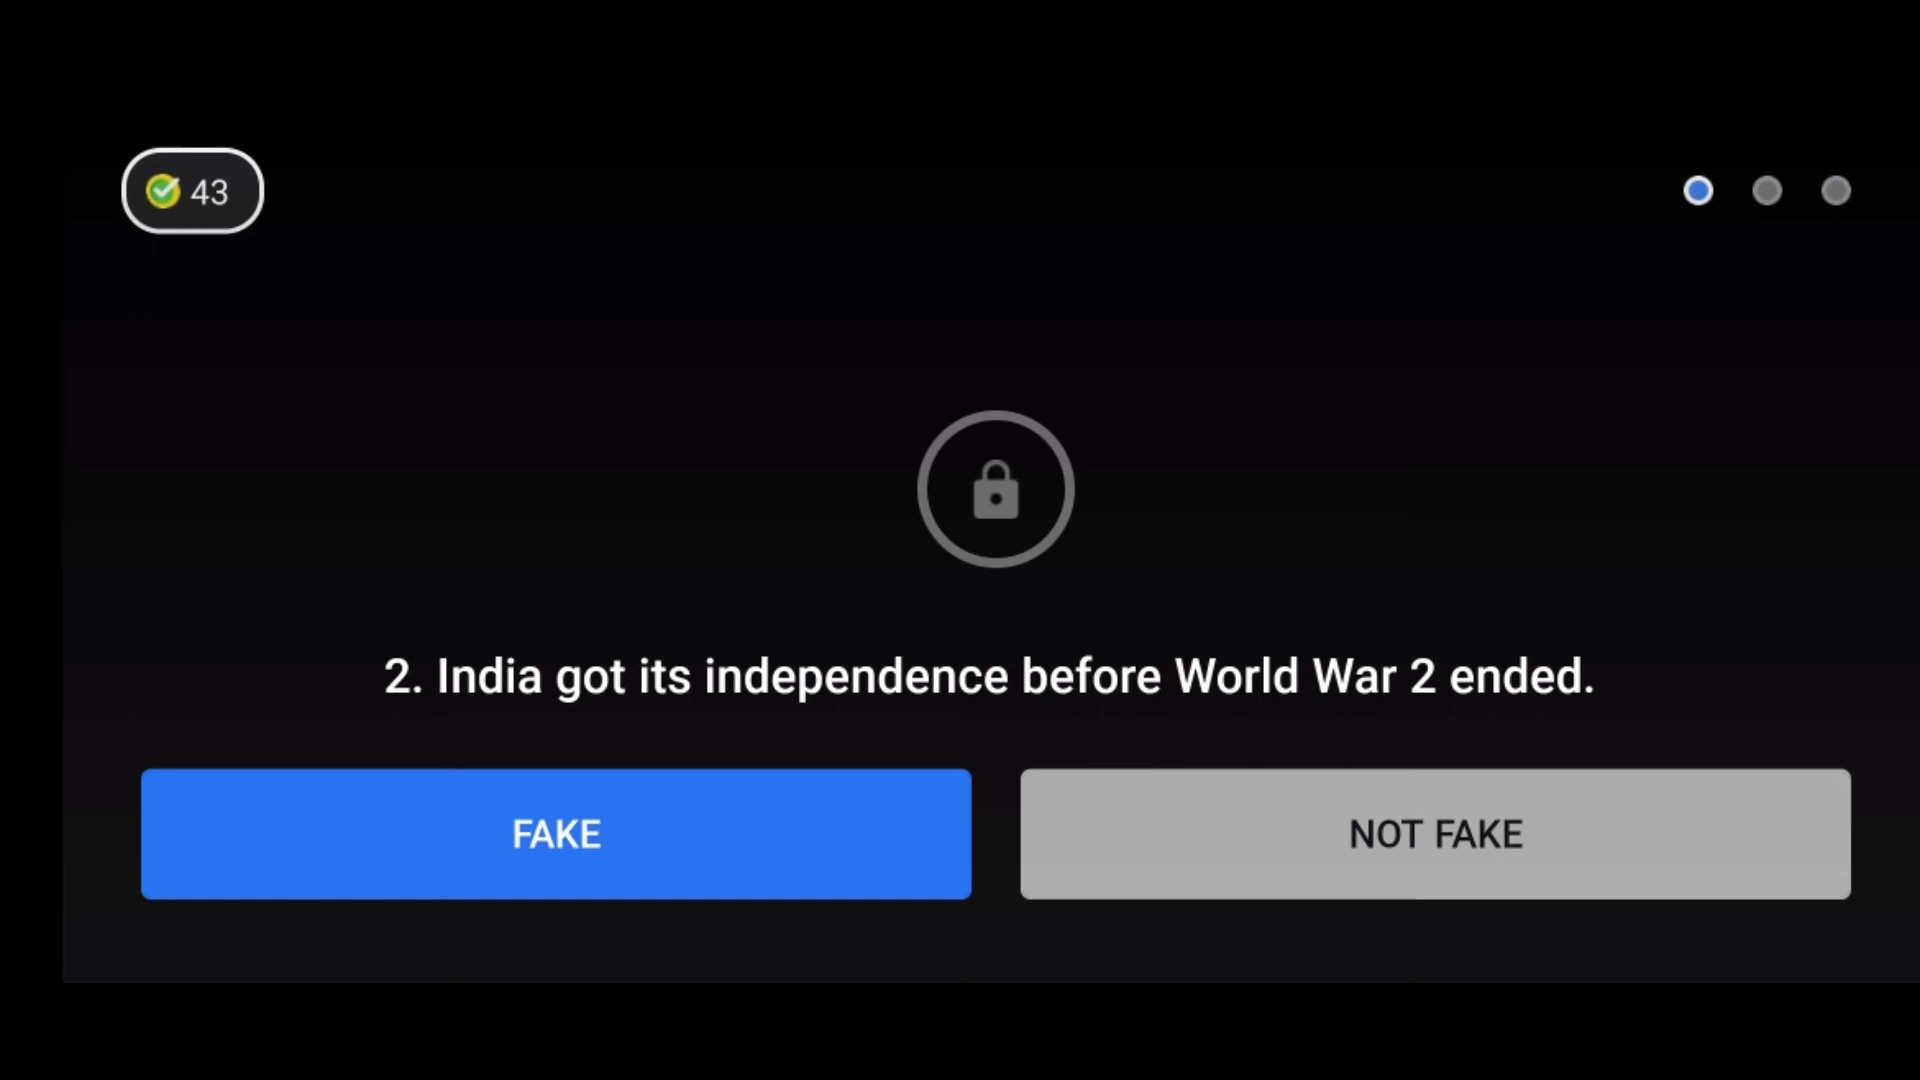 43
2. India got its independence before World War 2 ended.
FAKE
NOT FAKE